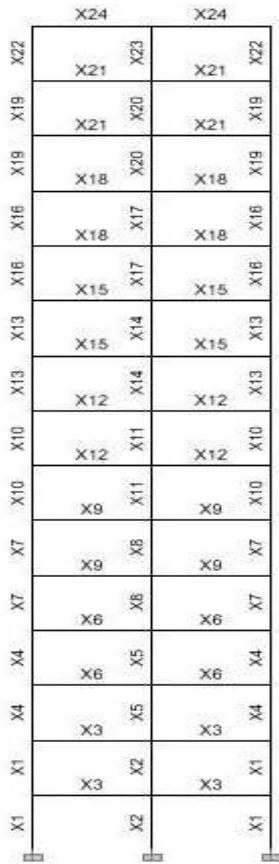 X24 X24
X22 X23 X22
X21 X21
X19 X20 X19
X21 X21
X19 X20 X19
X18 X18
X16 X17 X16
X18 X18
X16 X17 X16
X15 X15
X13 X14 X13
X15 X15
X13 X14 X13
X12 X12
X10 X11 X10
X12 X12
X10 X11 X10
X9 X9
X7 X8 X7
X9 X9
X7 X8 X7
X6 X6
X4 X5 X4
X6 X6
X4 X5 X4
X3 X3
X1 X2 X1
X3 X3
X1 X2 X1